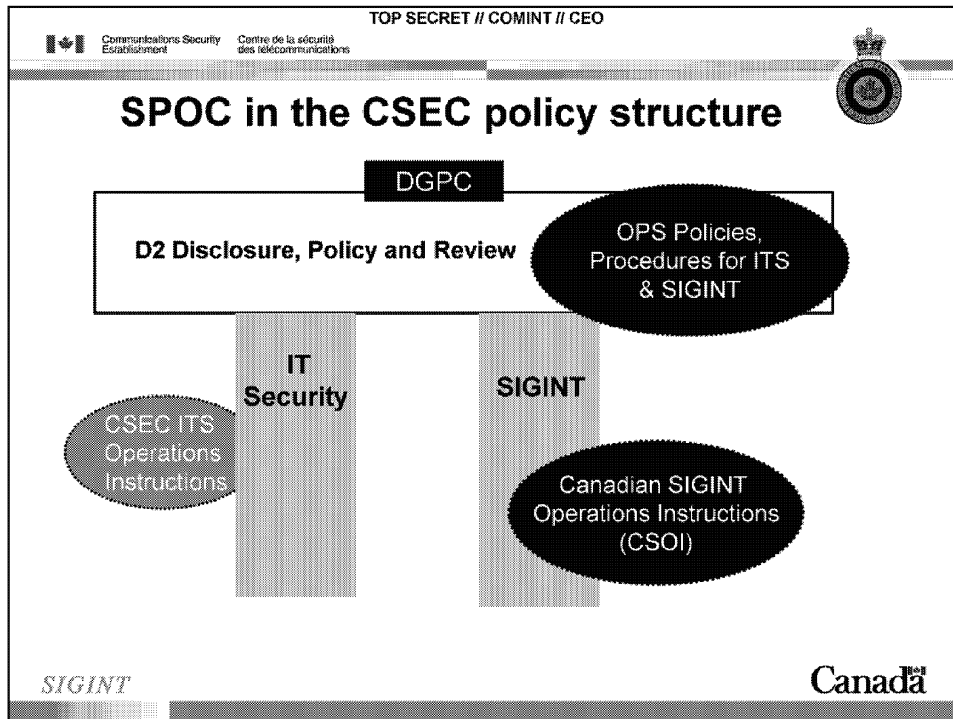 TOP SECRET // COMINT // CEO
Communications Security Establishment
Centre de la sécurité des télécommunications
SPOC in the CSEC policy structure
DGPC
D2 Disclosure, Policy and Review
OPS Policies,
Procedures for ITS
& SIGINT
IT
Security
SIGINT
CSEC ITS
Operations
Instructions
Canadian SIGINT
Operations Instructions
(CSOI)
SIGINT
Canada